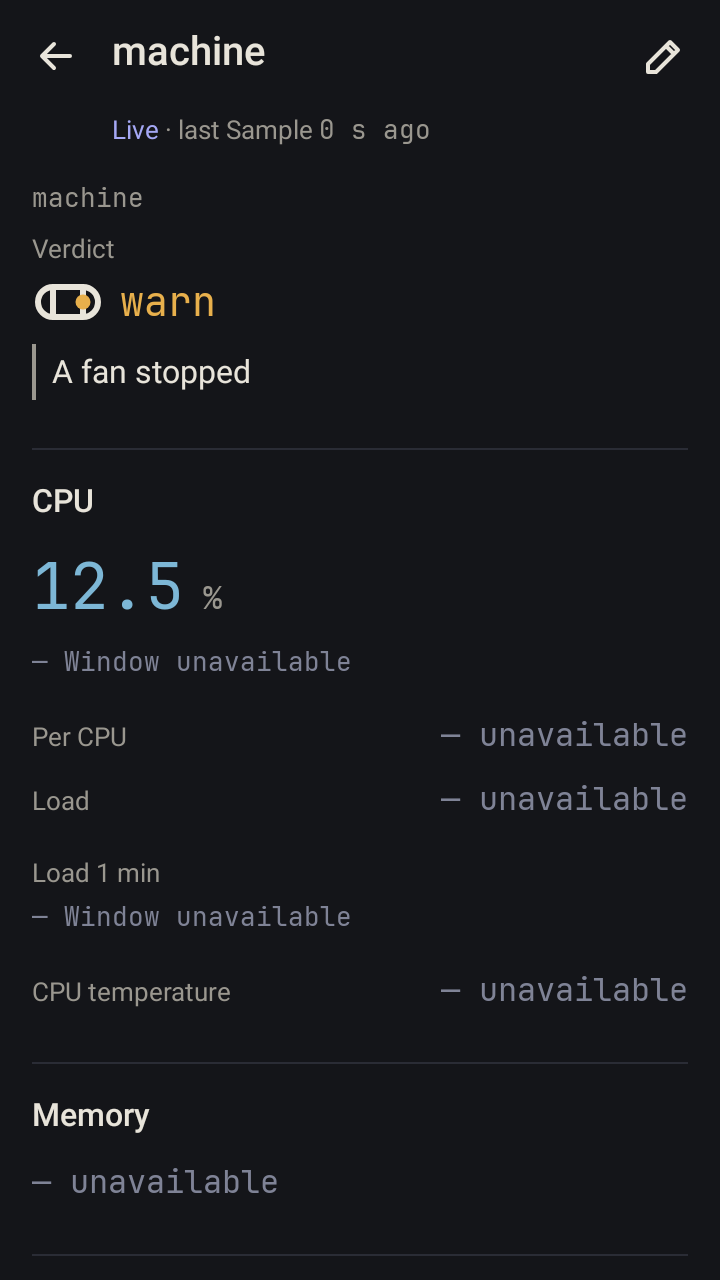 machine
Live · last Sample 0 s ago
machine
Verdict
warn
A fan stopped
CPU
12.5 %
— Window unavailable
Per CPU — unavailable
Load — unavailable
Load 1 min
— Window unavailable
CPU temperature — unavailable
Memory
— unavailable